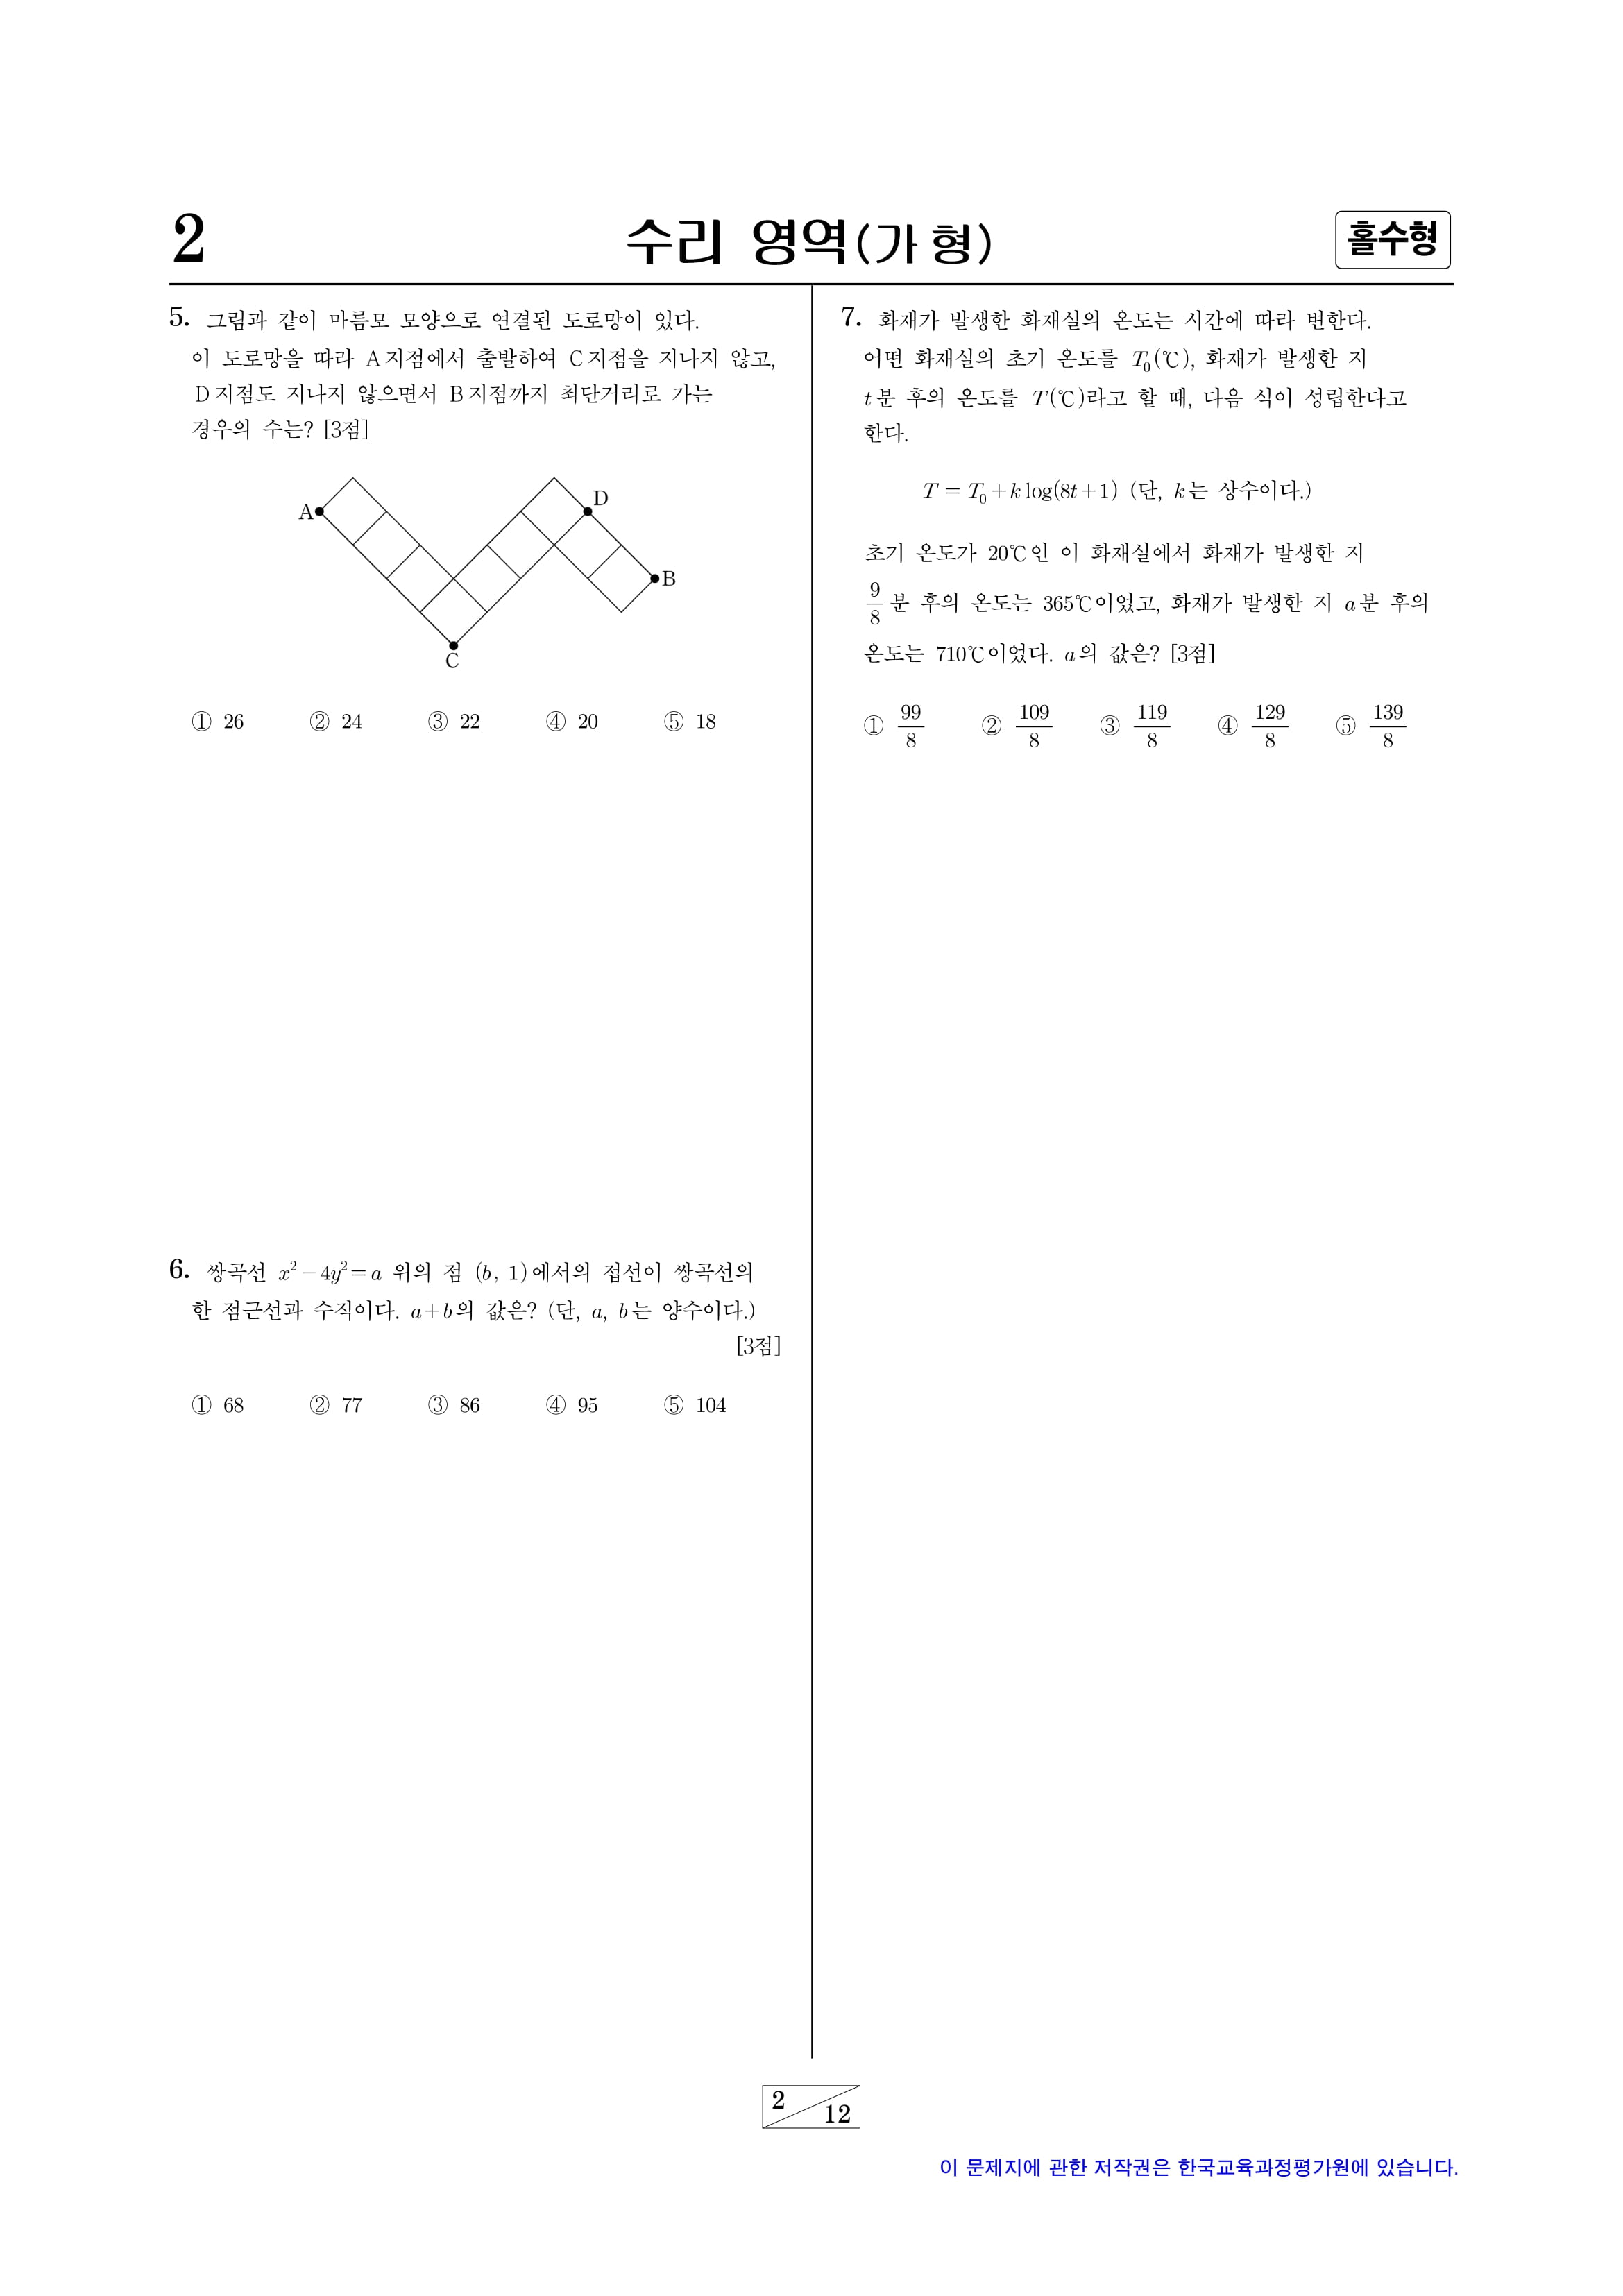 2
수리 영역(가 형)
홀수형
5. 그림과 같이 마름모 모양으로 연결된 도로망이 있다.
이 도로망을 따라 A지점에서 출발하여 C지점을 지나지 않고,
D지점도 지나지 않으면서 B지점까지 최단거리로 가는
경우의 수는? [3점]
A
D
B
C
① 26 ② 24 ③ 22 ④ 20 ⑤ 18
6. 쌍곡선 x²-4y²=a 위의 점 (b, 1)에서의 접선이 쌍곡선의
한 점근선과 수직이다. a+b의 값은? (단, a, b는 양수이다.)
[3점]
① 68 ② 77 ③ 86 ④ 95 ⑤ 104
7. 화재가 발생한 화재실의 온도는 시간에 따라 변한다.
어떤 화재실의 초기 온도를 T₀(℃), 화재가 발생한 지
t분 후의 온도를 T(℃)라고 할 때, 다음 식이 성립한다고
한다.
T = T₀+k log(8t+1) (단, k는 상수이다.)
초기 온도가 20℃인 이 화재실에서 화재가 발생한 지
9/8분 후의 온도는 365℃이었고, 화재가 발생한 지 a분 후의
온도는 710℃이었다. a의 값은? [3점]
① 99/8 ② 109/8 ③ 119/8 ④ 129/8 ⑤ 139/8
2
12
이 문제지에 관한 저작권은 한국교육과정평가원에 있습니다.